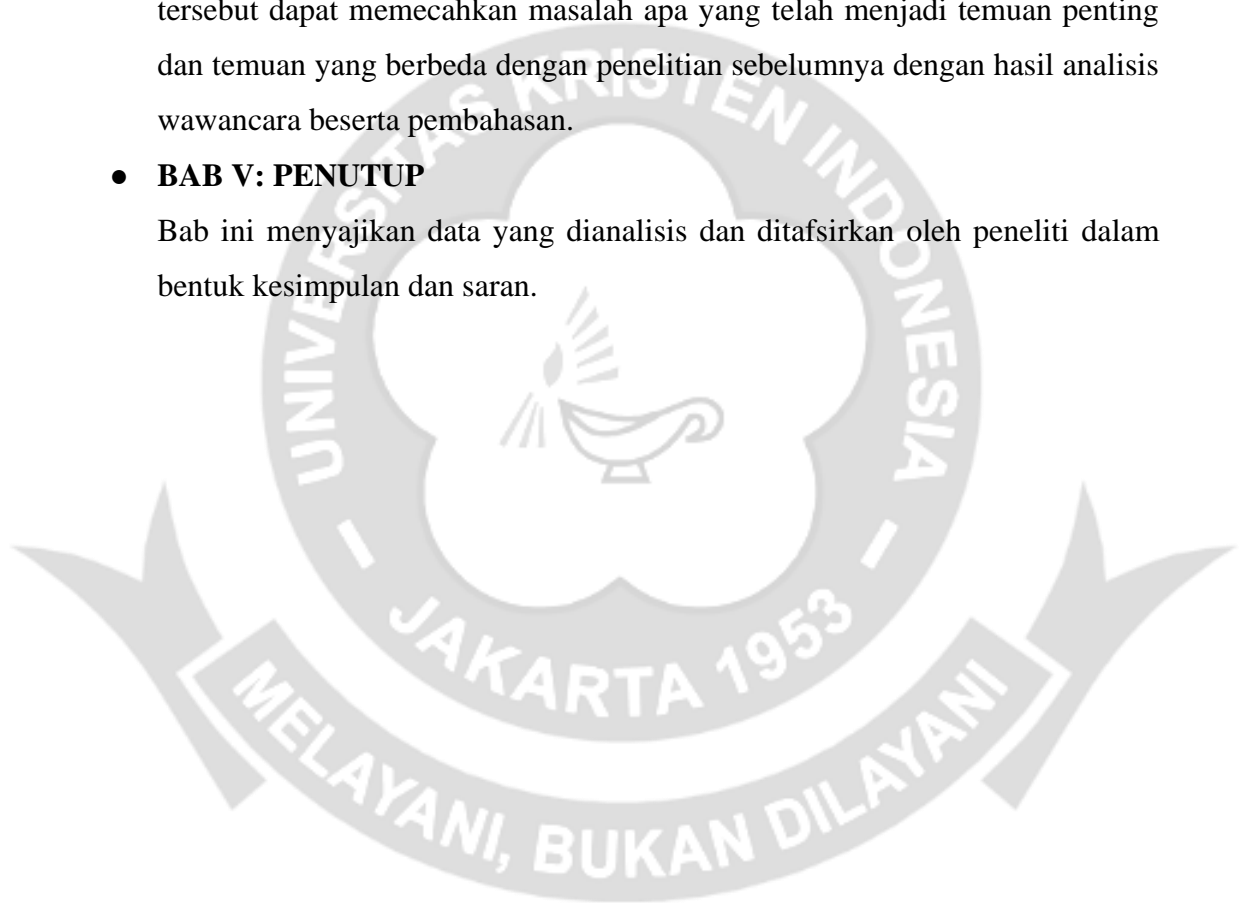 tersebut dapat memecahkan masalah apa yang telah menjadi temuan penting
dan temuan yang berbeda dengan penelitian sebelumnya dengan hasil analisis
wawancara beserta pembahasan.
● BAB V: PENUTUP
Bab ini menyajikan data yang dianalisis dan ditafsirkan oleh peneliti dalam
bentuk kesimpulan dan saran.
UNIVERSITAS KRISTEN INDONESIA
- JAKARTA 1953 -
MELAYANI, BUKAN DILAYANI